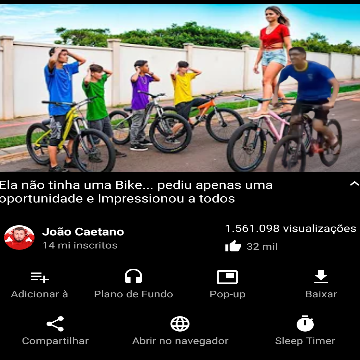 Ela não tinha uma Bike... pediu apenas uma
oportunidade e Impressionou a todos
João Caetano
14 mi inscritos
1.561.098 visualizações
32 mil
Adicionar à
Plano de Fundo
Pop-up
Baixar
Compartilhar
Abrir no navegador
Sleep Timer